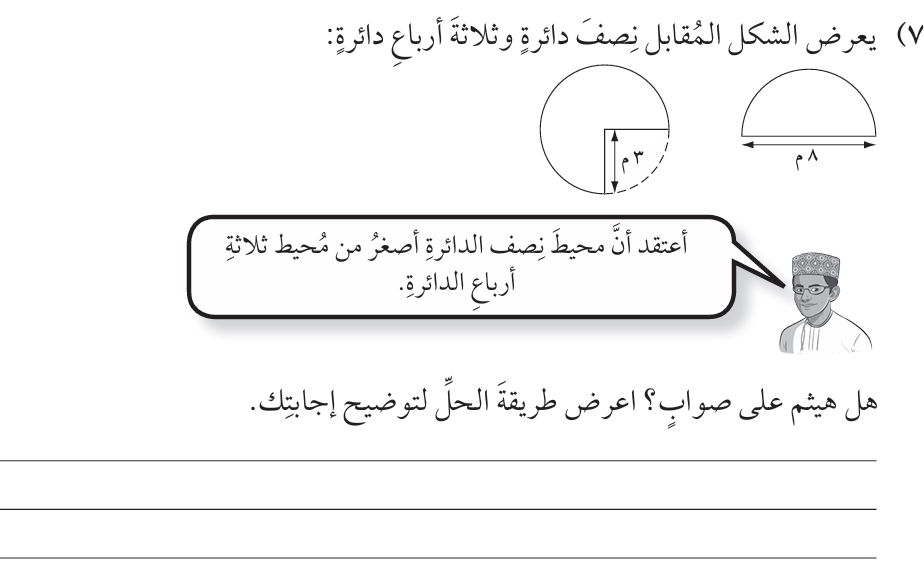 ٧) يعرض الشكل المُقابل نِصفَ دائرةٍ وثلاثةَ أرباعِ دائرةٍ:
٨ م
٣ م
أعتقد أنَّ محيطَ نِصف الدائرةِ أصغرُ من مُحيط ثلاثةِ
أرباعِ الدائرةِ.
هل هيثم على صوابٍ؟ اعرض طريقةَ الحلِّ لتوضيح إجابتِك.